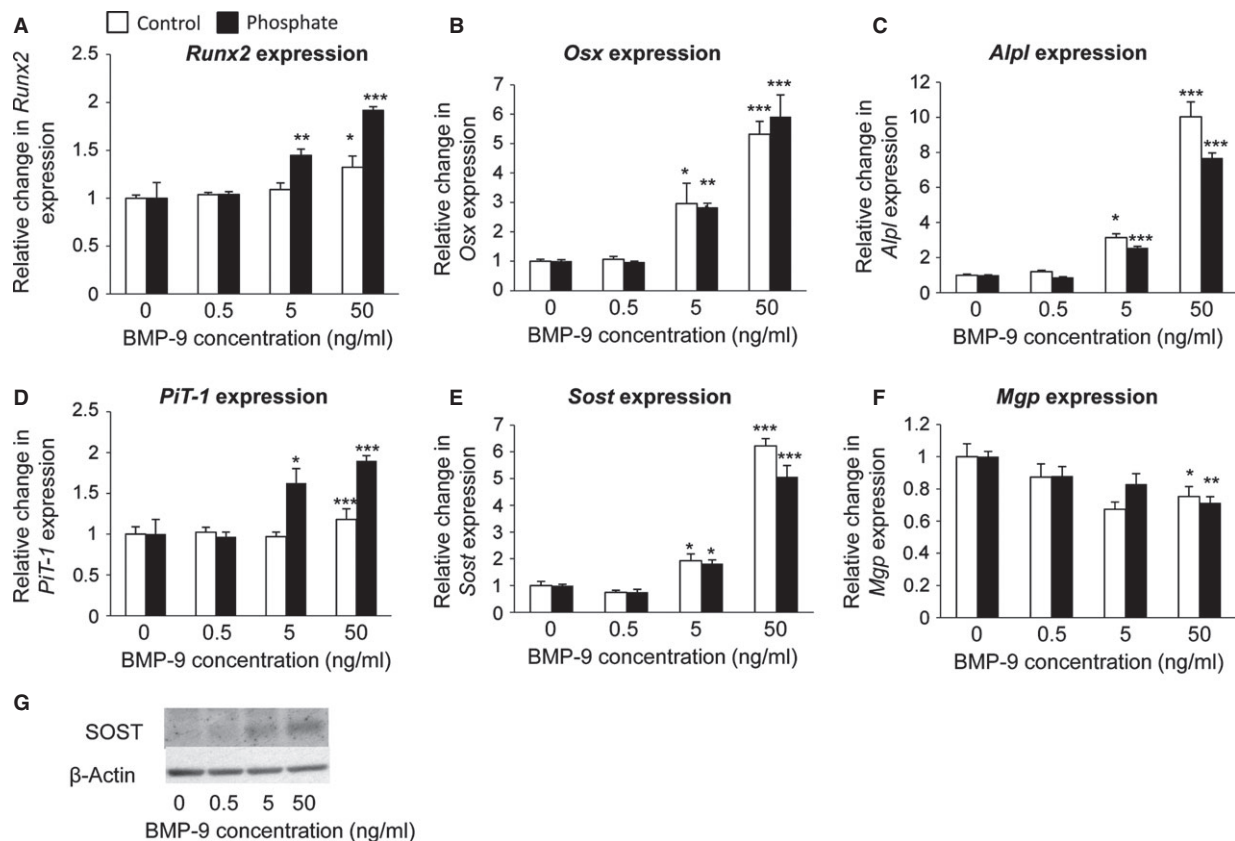 Control Phosphate
A
Runx2 expression
Relative change in Runx2
expression
2.5
2
1.5
1
0.5
0
*
**
***
0 0.5 5 50
BMP-9 concentration (ng/ml)
B
Osx expression
Relative change in
Osx expression
7
6
5
4
3
2
1
0
*
**
***
***
0 0.5 5 50
BMP-9 concentration (ng/ml)
C
Alpl expression
Relative change in
Alpl expression
12
10
8
6
4
2
0
*
***
***
***
0 0.5 5 50
BMP-9 concentration (ng/ml)
D
PiT-1 expression
Relative change in
PiT-1 expression
2.5
2
1.5
1
0.5
0
*
***
***
0 0.5 5 50
BMP-9 concentration (ng/ml)
E
Sost expression
Relative change in
Sost expression
7
6
5
4
3
2
1
0
* *
***
***
0 0.5 5 50
BMP-9 concentration (ng/ml)
F
Mgp expression
Relative change in
Mgp expression
1.2
1
0.8
0.6
0.4
0.2
0
*
**
0 0.5 5 50
BMP-9 concentration (ng/ml)
G
SOST
β-Actin
0 0.5 5 50
BMP-9 concentration (ng/ml)